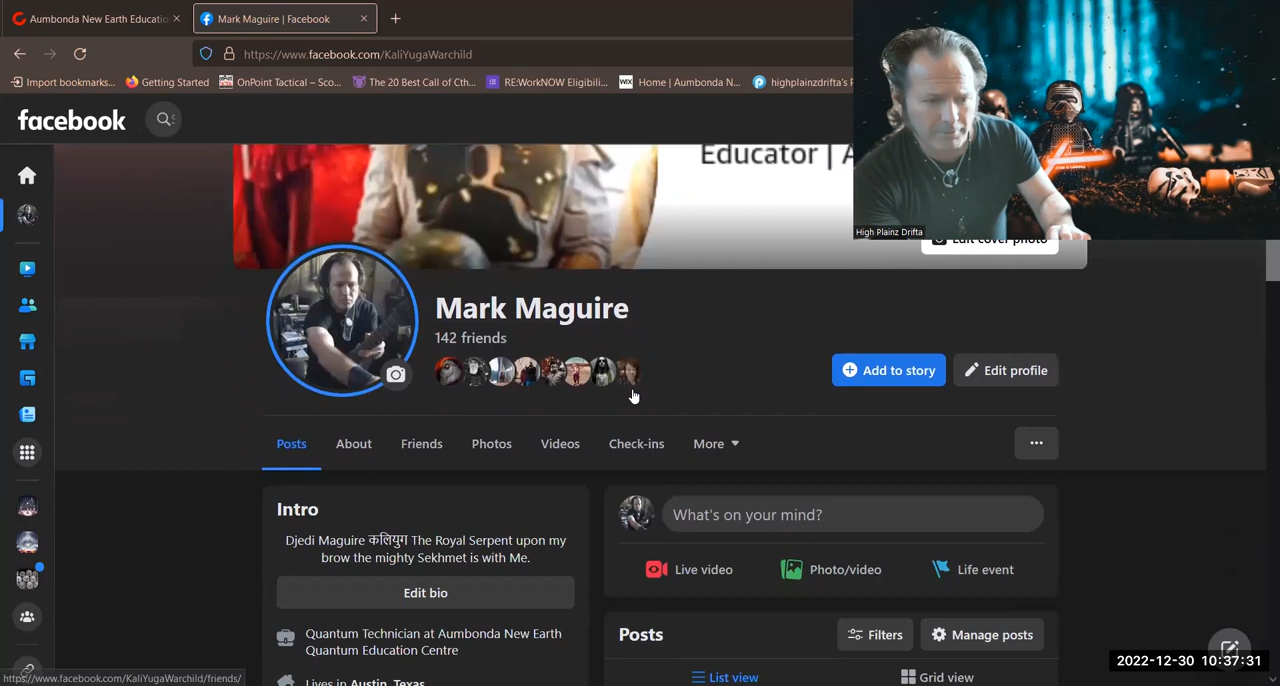 Aumbonda New Earth Educatio
Mark Maguire | Facebook
https://www.facebook.com/KaliYugaWarchild
Import bookmarks...
Getting Started
OnPoint Tactical – Sco...
The 20 Best Call of Cth...
RE:WorkNOW Eligibili...
Home | Aumbonda N...
highplainzdrifta's
facebook
Educator | A
High Plainz Drifta
Edit cover photo
Mark Maguire
142 friends
Add to story
Edit profile
Posts
About
Friends
Photos
Videos
Check-ins
More
Intro
Djedi Maguire कलियुग The Royal Serpent upon my
brow the mighty Sekhmet is with Me.
Edit bio
Quantum Technician at Aumbonda New Earth
Quantum Education Centre
Lives in Austin, Texas
What's on your mind?
Live video
Photo/video
Life event
Posts
Filters
Manage posts
List view
Grid view
https://www.facebook.com/KaliYugaWarchild/friends/
2022-12-30 10:37:31